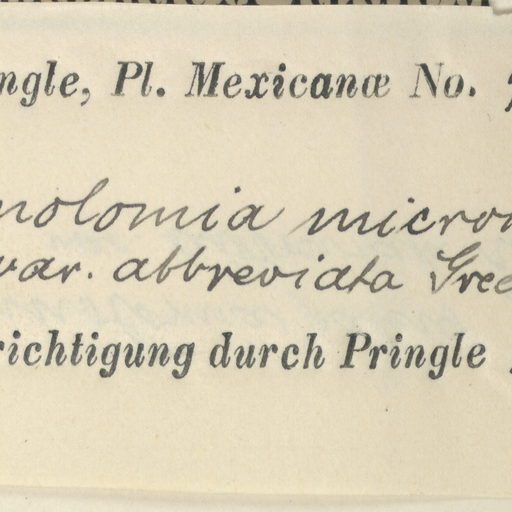 ngle, Pl. Mexicanæ No.
nolomia micro
var. abbreviata Gree
richtigung durch Pringle